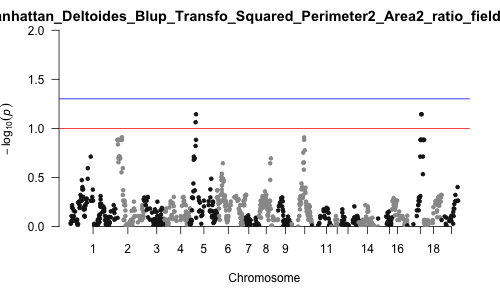 anhattan_Deltoides_Blup_Transfo_Squared_Perimeter2_Area2_ratio_field
2.0
1.5
1.0
0.5
0.0
− log10(p)
1 2 3 4 5 6 7 8 9 11 14 16 18
Chromosome